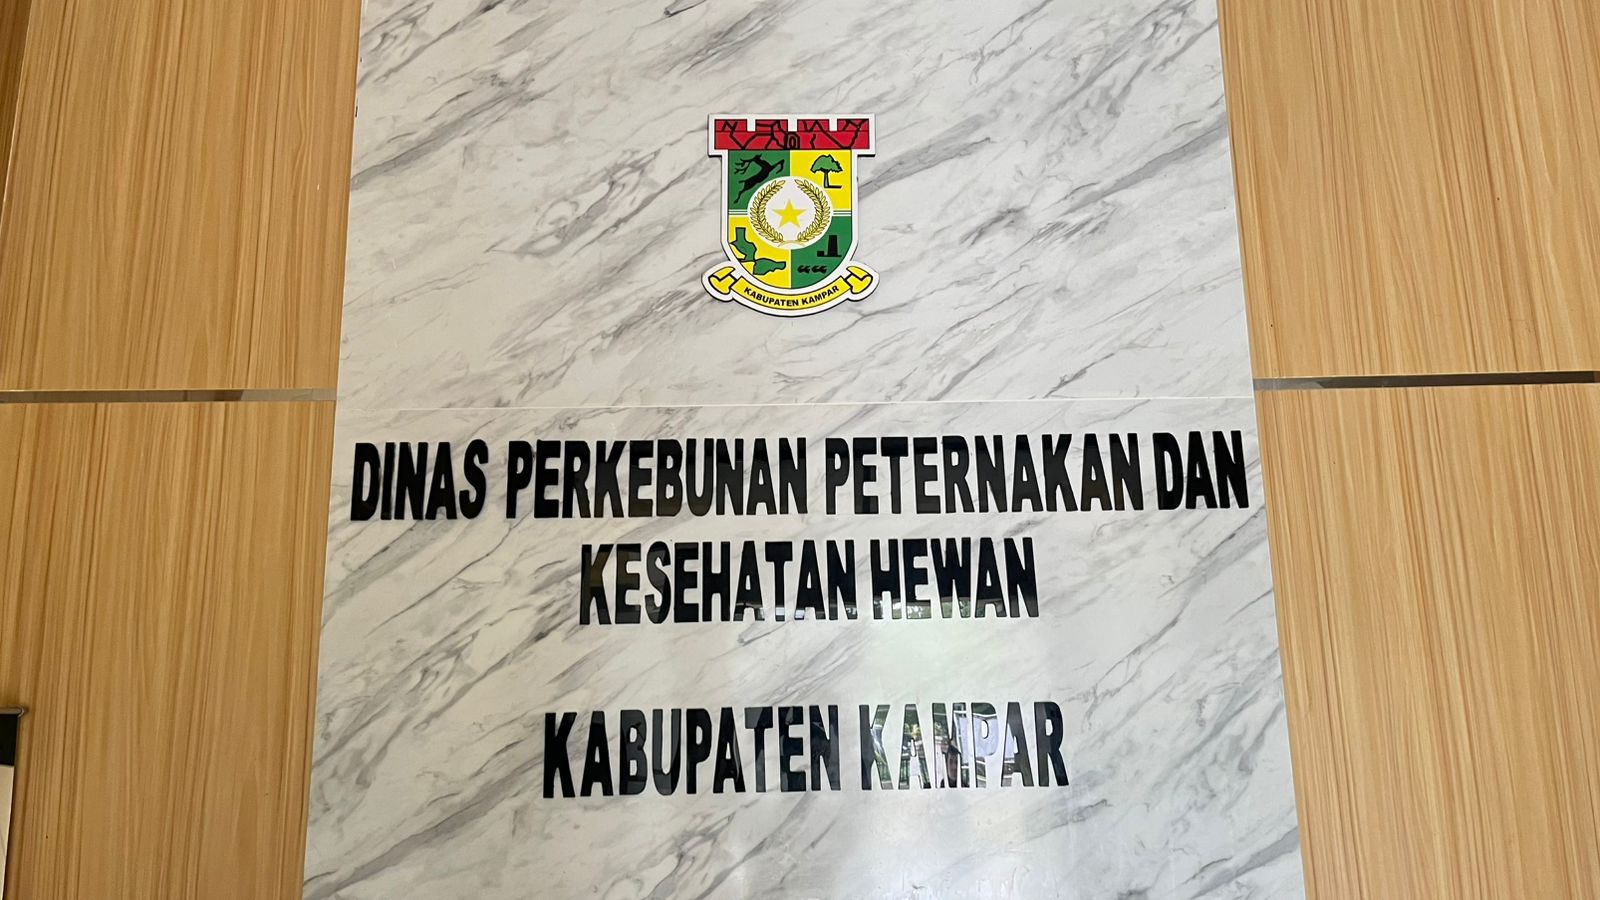 KABUPATEN KAMPAR
DINAS PERKEBUNAN PETERNAKAN DAN
KESEHATAN HEWAN
KABUPATEN KAMPAR